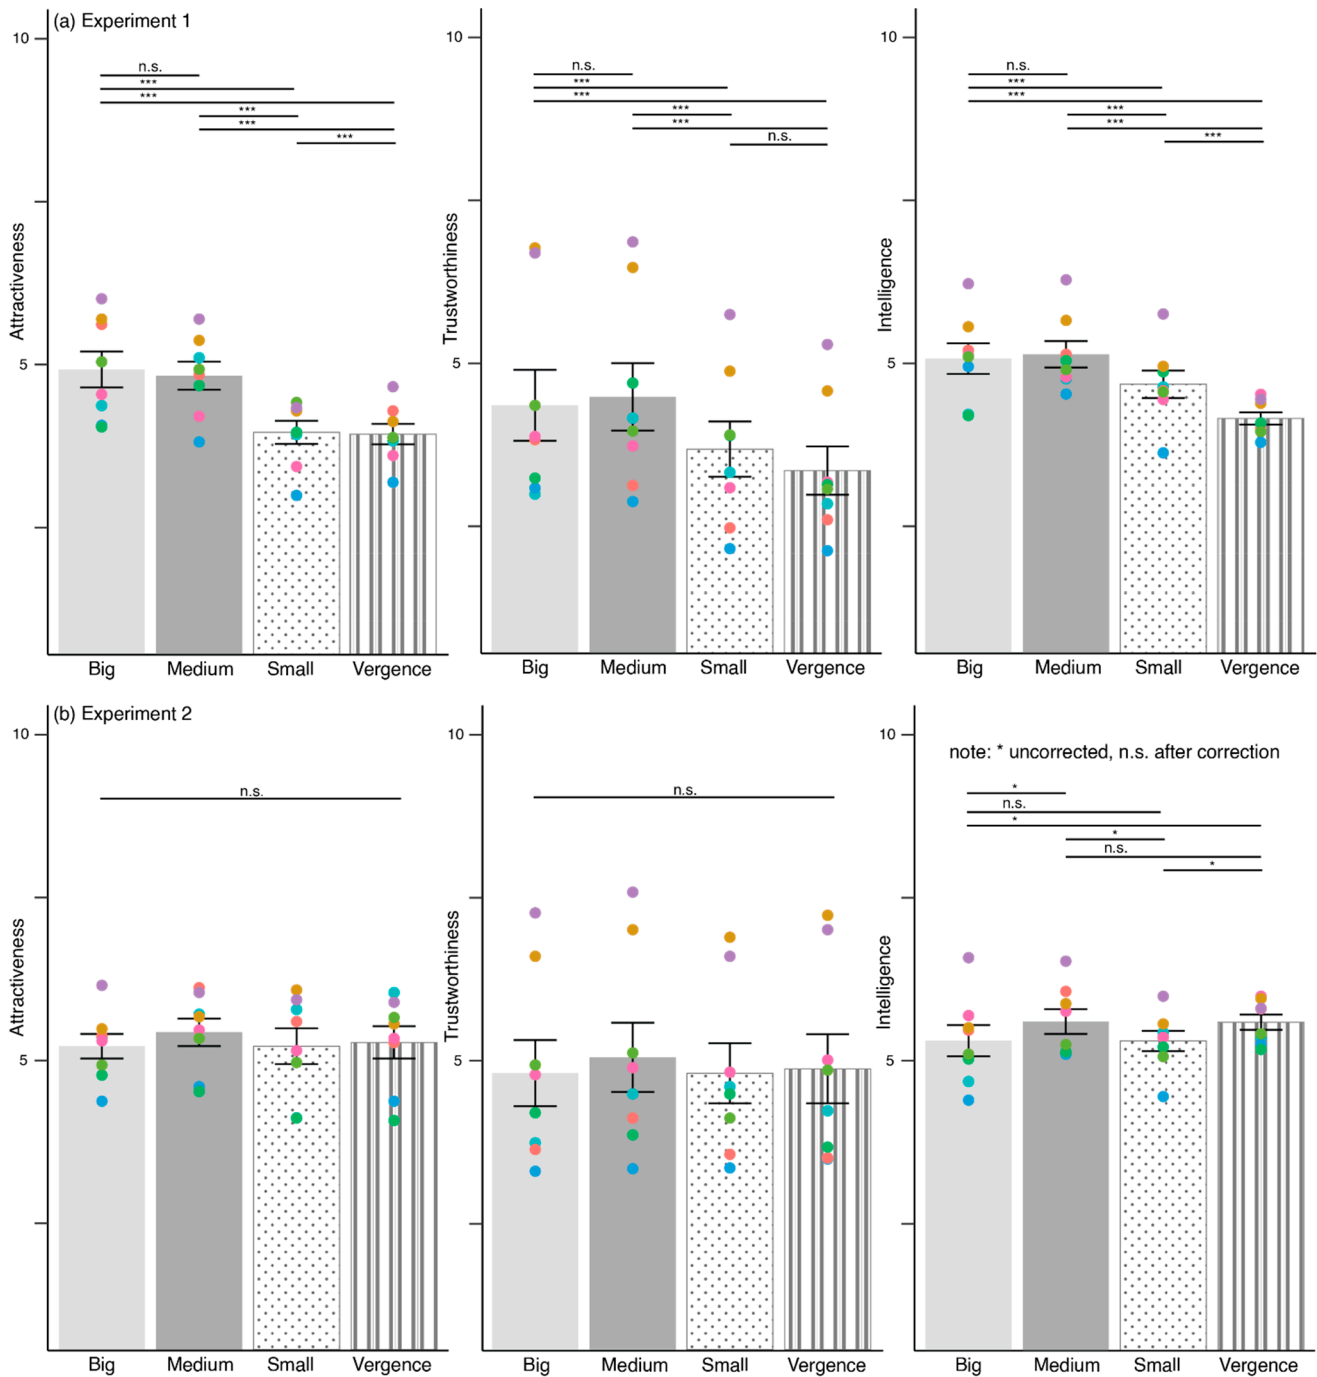 (a) Experiment 1
10
n.s.
***
***
***
***
***
5
Attractiveness
Big Medium Small Vergence
10
n.s.
***
***
***
***
n.s.
5
Trustworthiness
Big Medium Small Vergence
10
n.s.
***
***
***
***
***
5
Intelligence
Big Medium Small Vergence
(b) Experiment 2
10
n.s.
5
Attractiveness
Big Medium Small Vergence
10
n.s.
5
Trustworthiness
Big Medium Small Vergence
10
note: * uncorrected, n.s. after correction
*
n.s.
*
*
n.s.
*
5
Intelligence
Big Medium Small Vergence